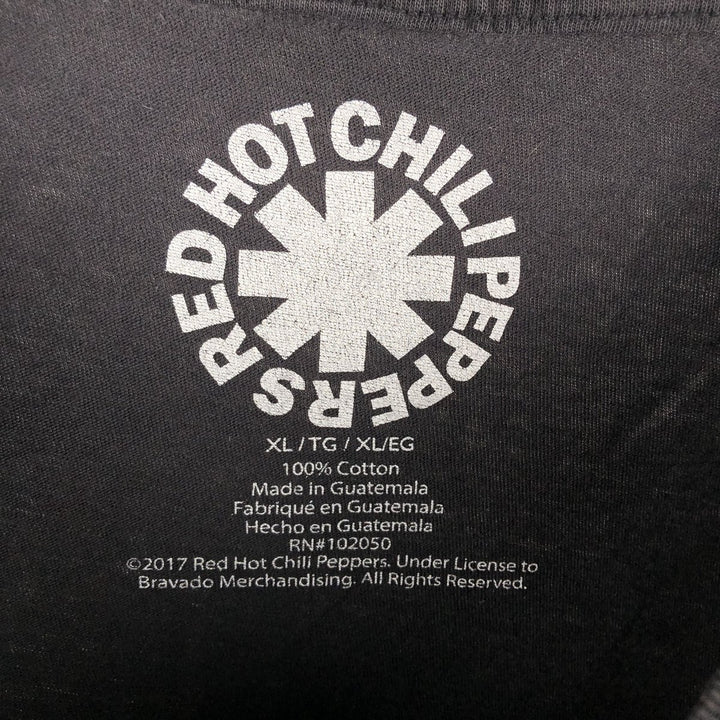 RED HOT CHILI PEPPERS
XL / TG / XL/EG
100% Cotton
Made in Guatemala
Fabriqué en Guatemala
Hecho en Guatemala
RN#102050
©2017 Red Hot Chili Peppers. Under License to
Bravado Merchandising. All Rights Reserved.